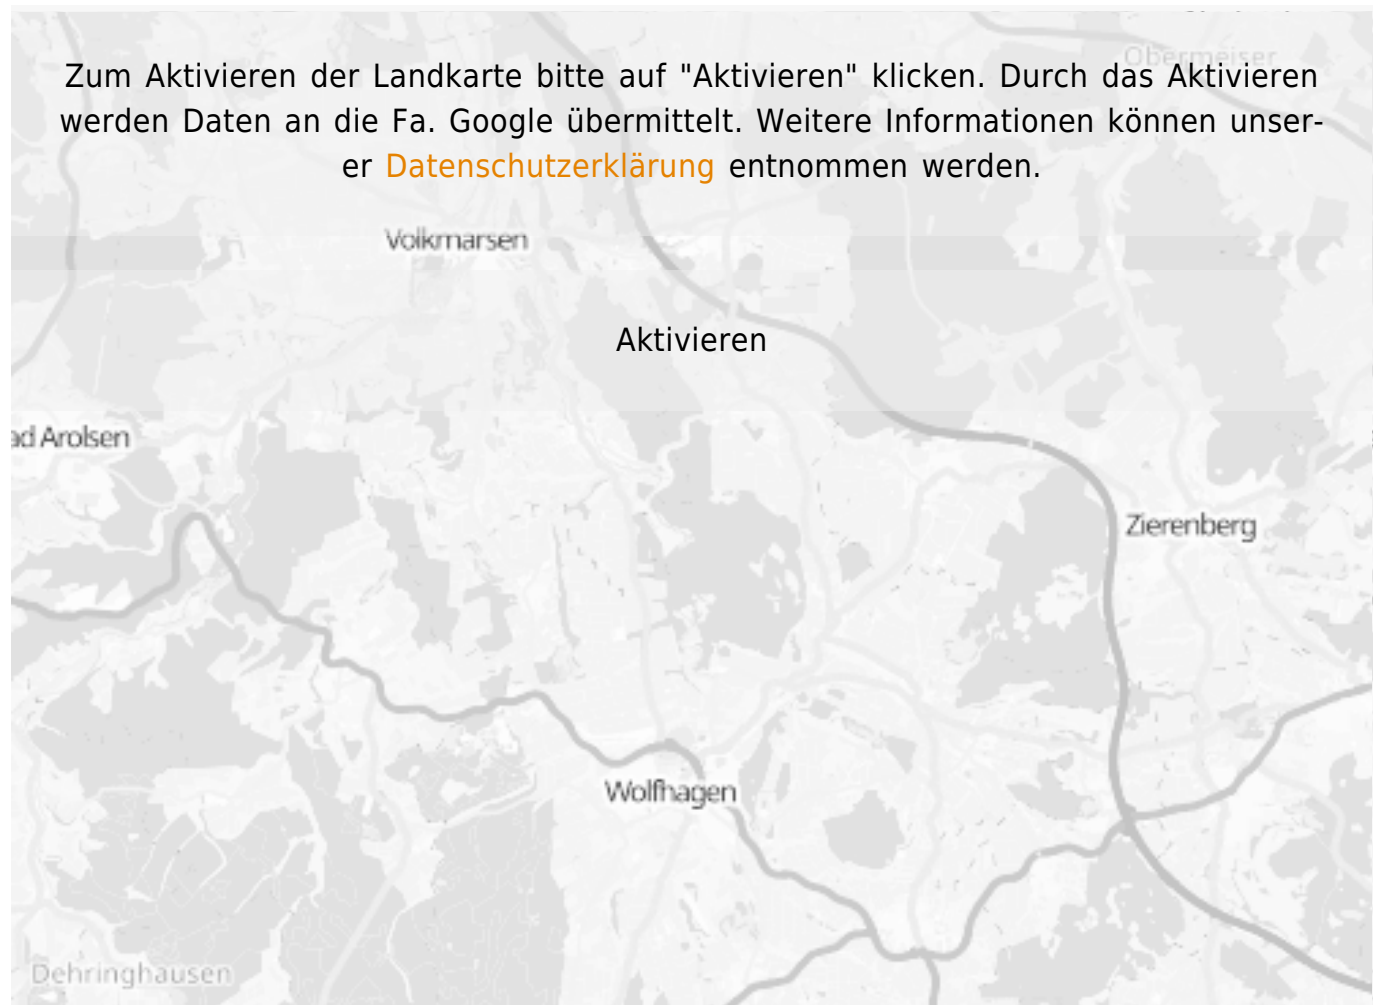 Obermeiser
Zum Aktivieren der Landkarte bitte auf "Aktivieren" klicken. Durch das Aktivieren
werden Daten an die Fa. Google übermittelt. Weitere Informationen können unser-
er Datenschutzerklärung entnommen werden.
Volkmarsen
Aktivieren
ad Arolsen
Zierenberg
Wolfhagen
Dehringhausen